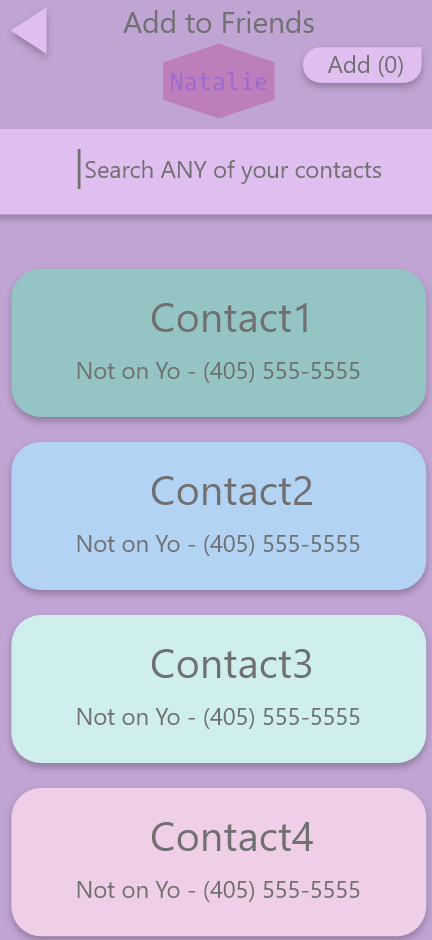 Add to Friends
Natalie
Add (0)
Search ANY of your contacts
Contact1
Not on Yo - (405) 555-5555
Contact2
Not on Yo - (405) 555-5555
Contact3
Not on Yo - (405) 555-5555
Contact4
Not on Yo - (405) 555-5555